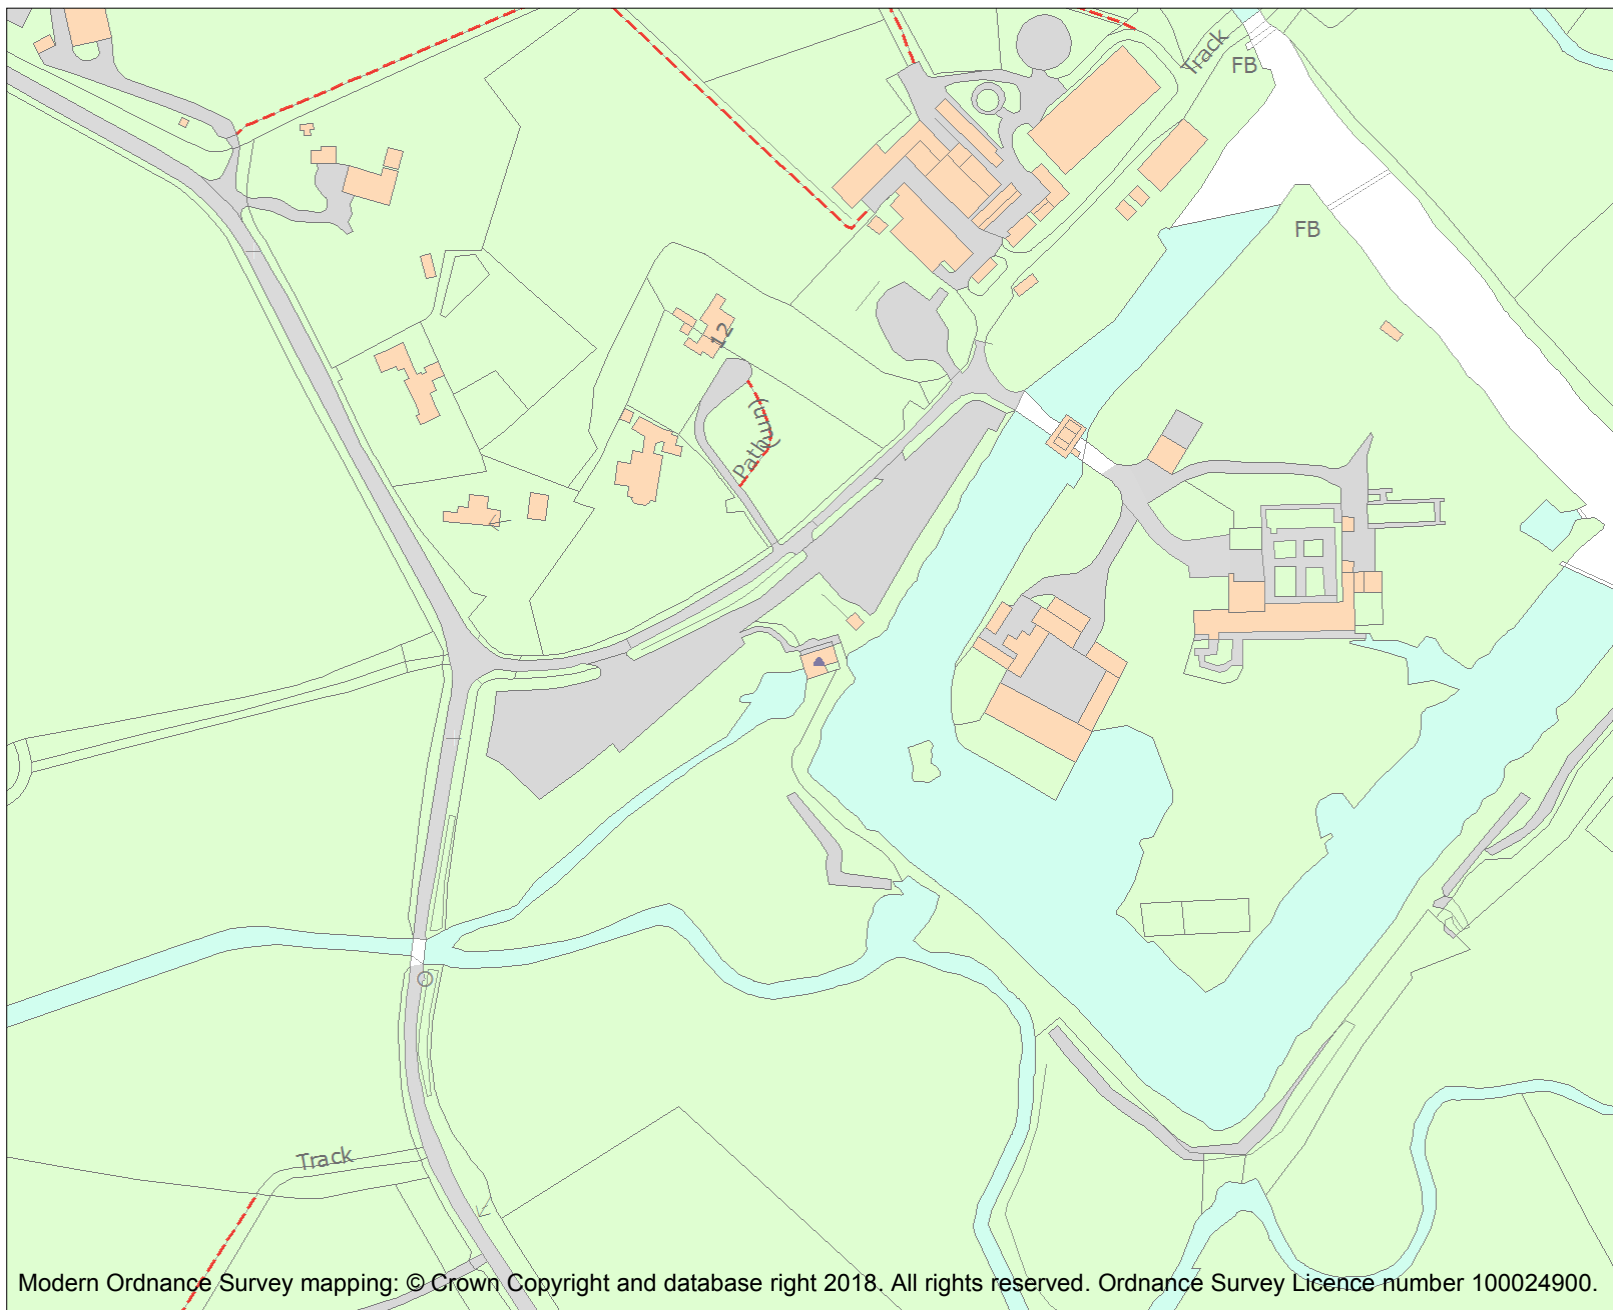 Track
FB
FB
12
Path (um)
Track
Modern Ordnance Survey mapping: © Crown Copyright and database right 2018. All rights reserved. Ordnance Survey Licence number 100024900.